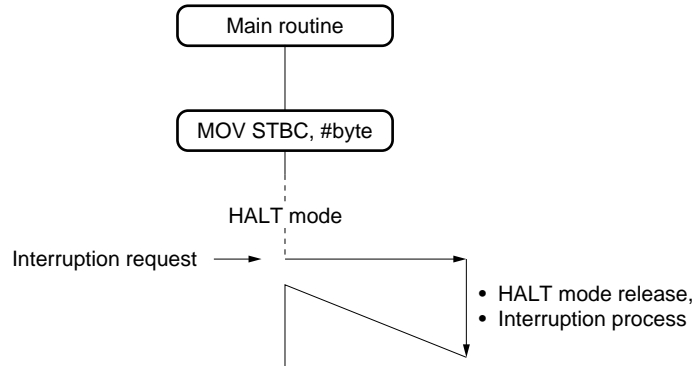 Main routine
MOV STBC, #byte
HALT mode
Interruption request
• HALT mode release,
• Interruption process